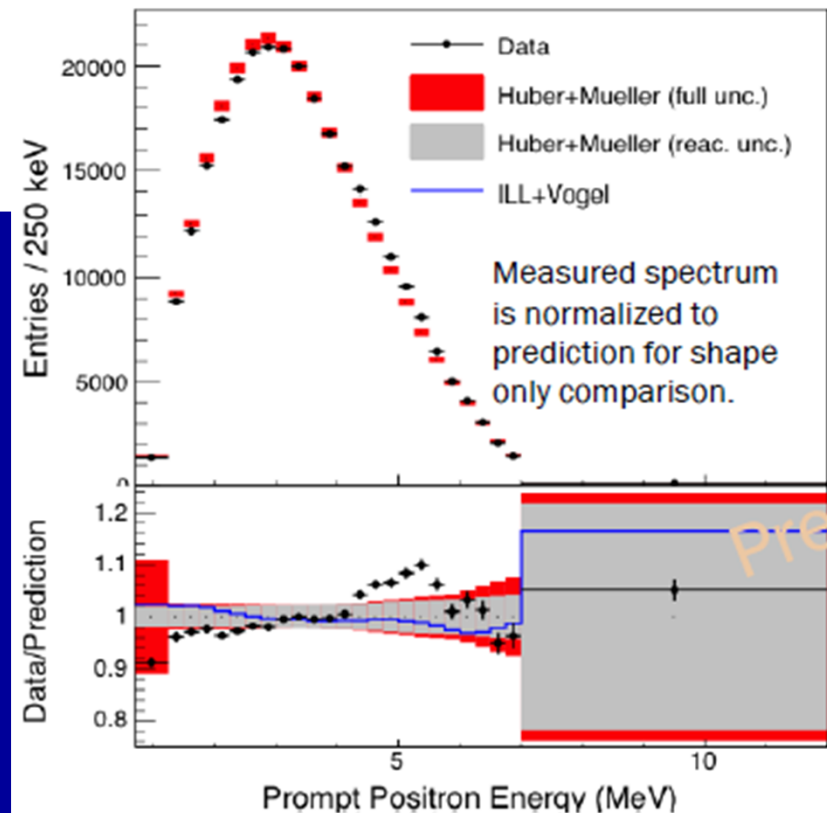 Entries / 250 keV
20000
15000
10000
5000
0
Data
Huber+Mueller (full unc.)
Huber+Mueller (reac. unc.)
ILL+Vogel
Measured spectrum
is normalized to
prediction for shape
only comparison.
Data/Prediction
1.2
1.1
1
0.9
0.8
Pre
5
10
Prompt Positron Energy (MeV)